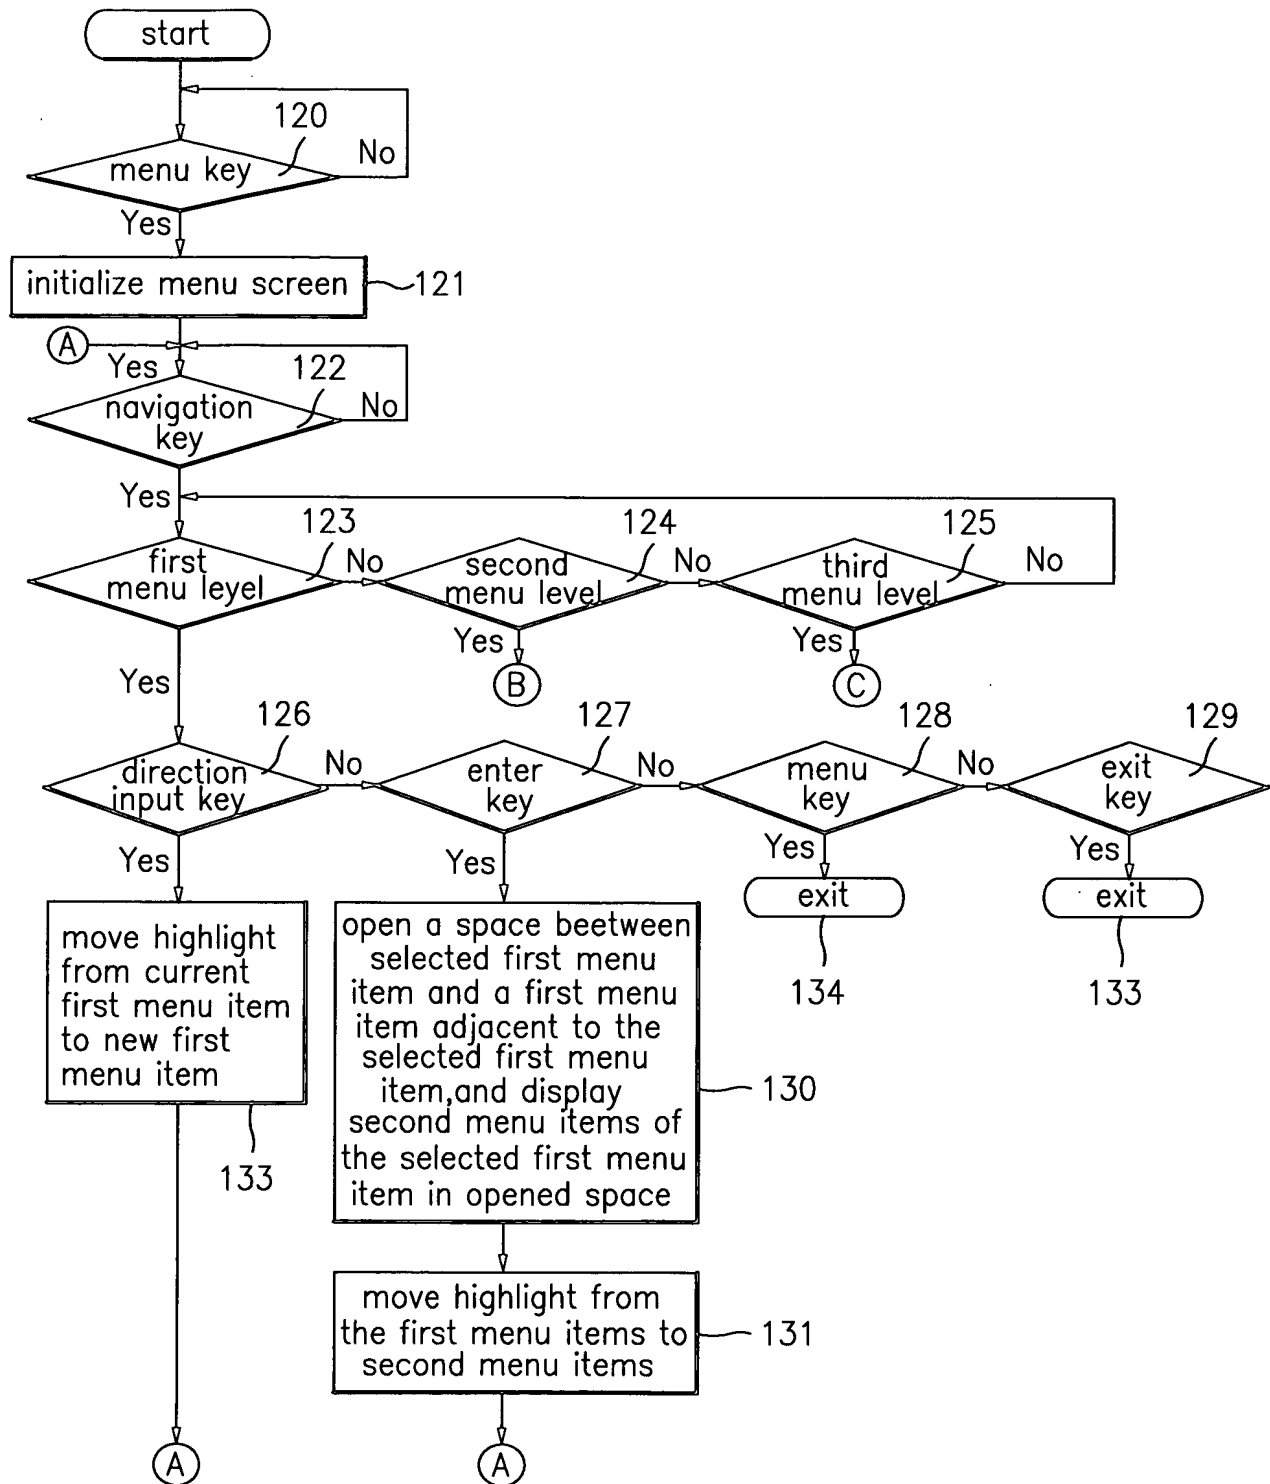 start
120
menu key
No
Yes
initialize menu screen
121
A
Yes
122
navigation
key
No
Yes
123
first
menu leyel
No
124
second
menu level
No
125
third
menu level
No
Yes
Yes
Yes
B
C
126
direction
input key
No
127
enter
key
No
128
menu
key
No
129
exit
key
Yes
Yes
Yes
Yes
exit
exit
134
133
move highlight
from current
first menu item
to new first
menu item
133
open a space beetween
selected first menu
item and a first menu
item adjacent to the
selected first menu
item,and display
second menu items of
the selected first menu
item in opened space
130
move highlight from
the first menu items to
second menu items
131
A
A